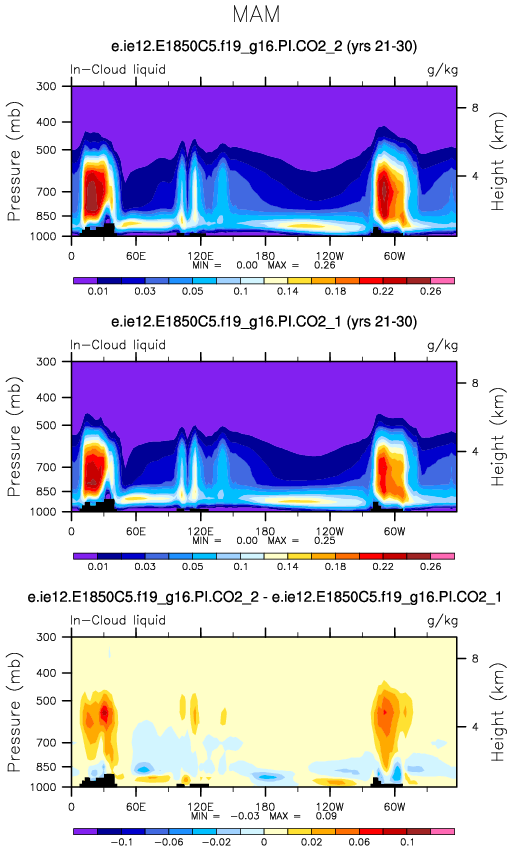 MAM
e.ie12.E1850C5.f19_g16.PI.CO2_2 (yrs 21-30)
In-Cloud liquid g/kg
Pressure (mb)
300
400
500
700
850
1000
8
4
Height (km)
0 60E 120E 180 120W 60W
MIN = 0.00 MAX = 0.26
0.01 0.03 0.05 0.1 0.14 0.18 0.22 0.26
e.ie12.E1850C5.f19_g16.PI.CO2_1 (yrs 21-30)
In-Cloud liquid g/kg
Pressure (mb)
300
400
500
700
850
1000
8
4
Height (km)
0 60E 120E 180 120W 60W
MIN = 0.00 MAX = 0.25
0.01 0.03 0.05 0.1 0.14 0.18 0.22 0.26
e.ie12.E1850C5.f19_g16.PI.CO2_2 - e.ie12.E1850C5.f19_g16.PI.CO2_1
In-Cloud liquid g/kg
Pressure (mb)
300
400
500
700
850
1000
8
4
Height (km)
0 60E 120E 180 120W 60W
MIN = -0.03 MAX = 0.09
-0.1 -0.06 -0.02 0 0.02 0.06 0.1